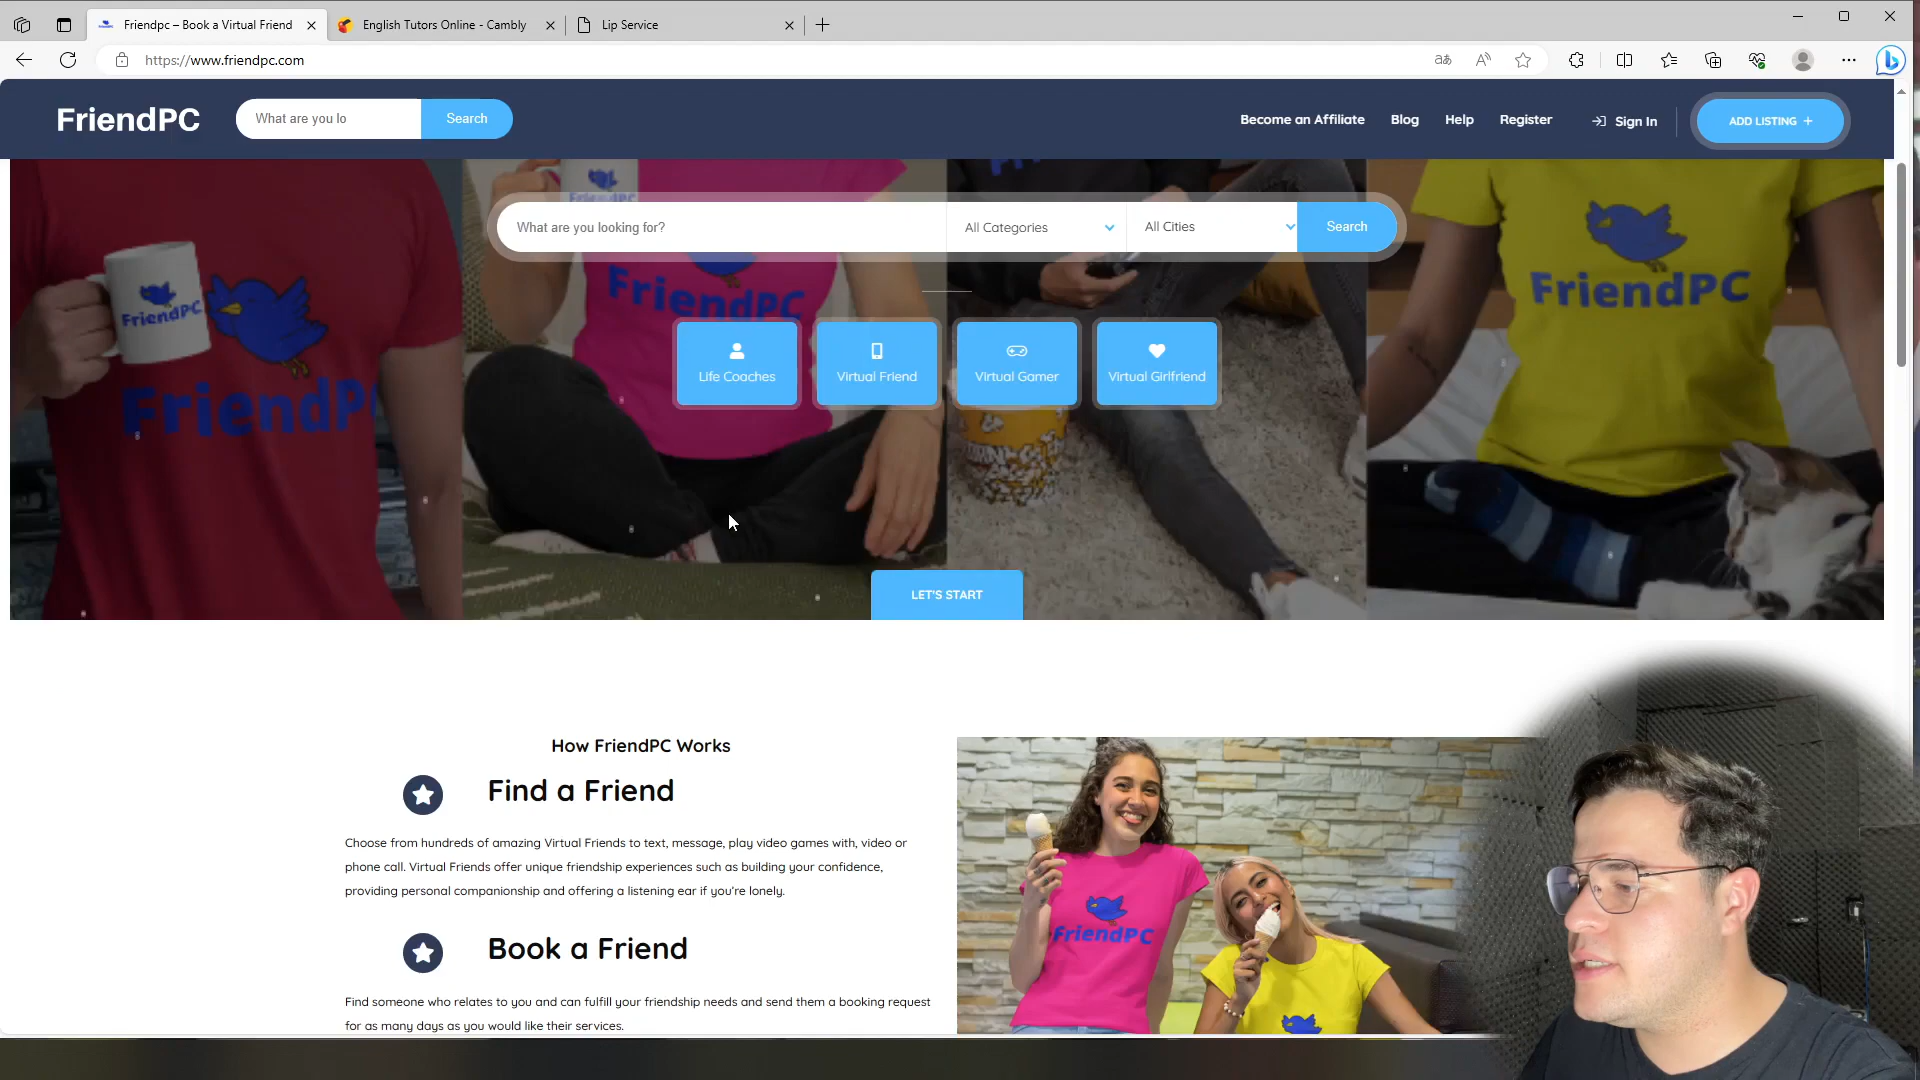 Friendpc – Book a Virtual Friend
English Tutors Online - Cambly
Lip Service
https://www.friendpc.com
FriendPC
What are you lo
Search
Become an Affiliate
Blog
Help
Register
Sign In
ADD LISTING +
What are you looking for?
All Categories
All Cities
Search
FriendPC
FriendPC
FriendPC
Life Coaches
Virtual Friend
Virtual Gamer
Virtual Girlfriend
LET'S START
How FriendPC Works
Find a Friend
Choose from hundreds of amazing Virtual Friends to text, message, play video games with, video or
phone call. Virtual Friends offer unique friendship experiences such as building your confidence,
providing personal companionship and offering a listening ear if you're lonely.
Book a Friend
Find someone who relates to you and can fulfill your friendship needs and send them a booking request
for as many days as you would like their services.
FriendPC